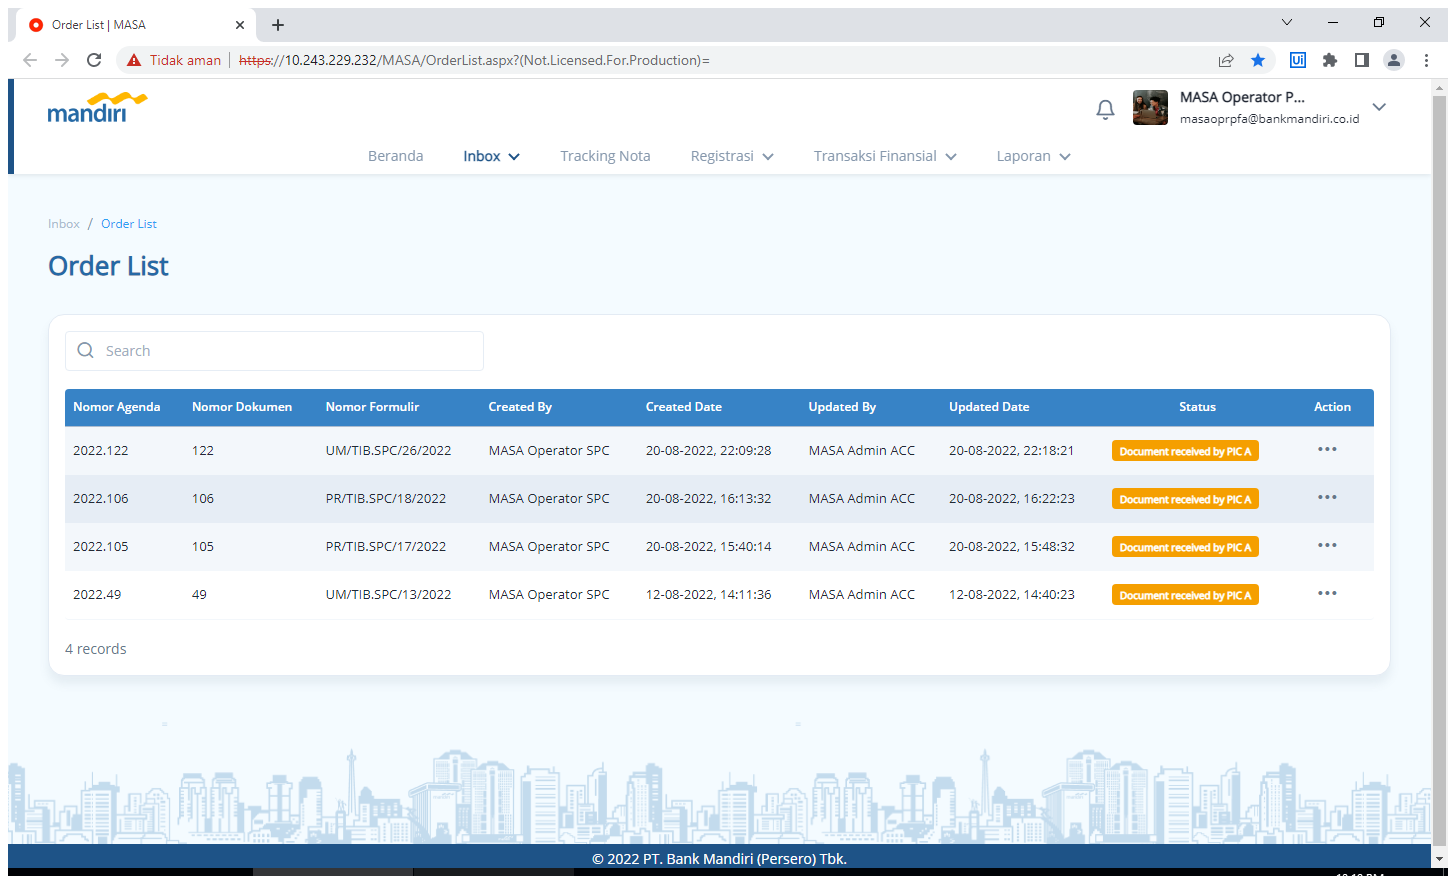 Order List | MASA
Tidak aman https://10.243.229.232/MASA/OrderList.aspx?(Not.Licensed.For.Production)=
Ui
mandiri
MASA Operator P...
masaoprpfa@bankmandiri.co.id
Beranda Inbox Tracking Nota Registrasi Transaksi Finansial Laporan
Inbox / Order List
Order List
Search
Nomor Agenda Nomor Dokumen Nomor Formulir Created By Created Date Updated By Updated Date Status Action
2022.122 122 UM/TIB.SPC/26/2022 MASA Operator SPC 20-08-2022, 22:09:28 MASA Admin ACC 20-08-2022, 22:18:21 Document received by PIC A
2022.106 106 PR/TIB.SPC/18/2022 MASA Operator SPC 20-08-2022, 16:13:32 MASA Admin ACC 20-08-2022, 16:22:23 Document received by PIC A
2022.105 105 PR/TIB.SPC/17/2022 MASA Operator SPC 20-08-2022, 15:40:14 MASA Admin ACC 20-08-2022, 15:48:32 Document received by PIC A
2022.49 49 UM/TIB.SPC/13/2022 MASA Operator SPC 12-08-2022, 14:11:36 MASA Admin ACC 12-08-2022, 14:40:23 Document received by PIC A
4 records
© 2022 PT. Bank Mandiri (Persero) Tbk.